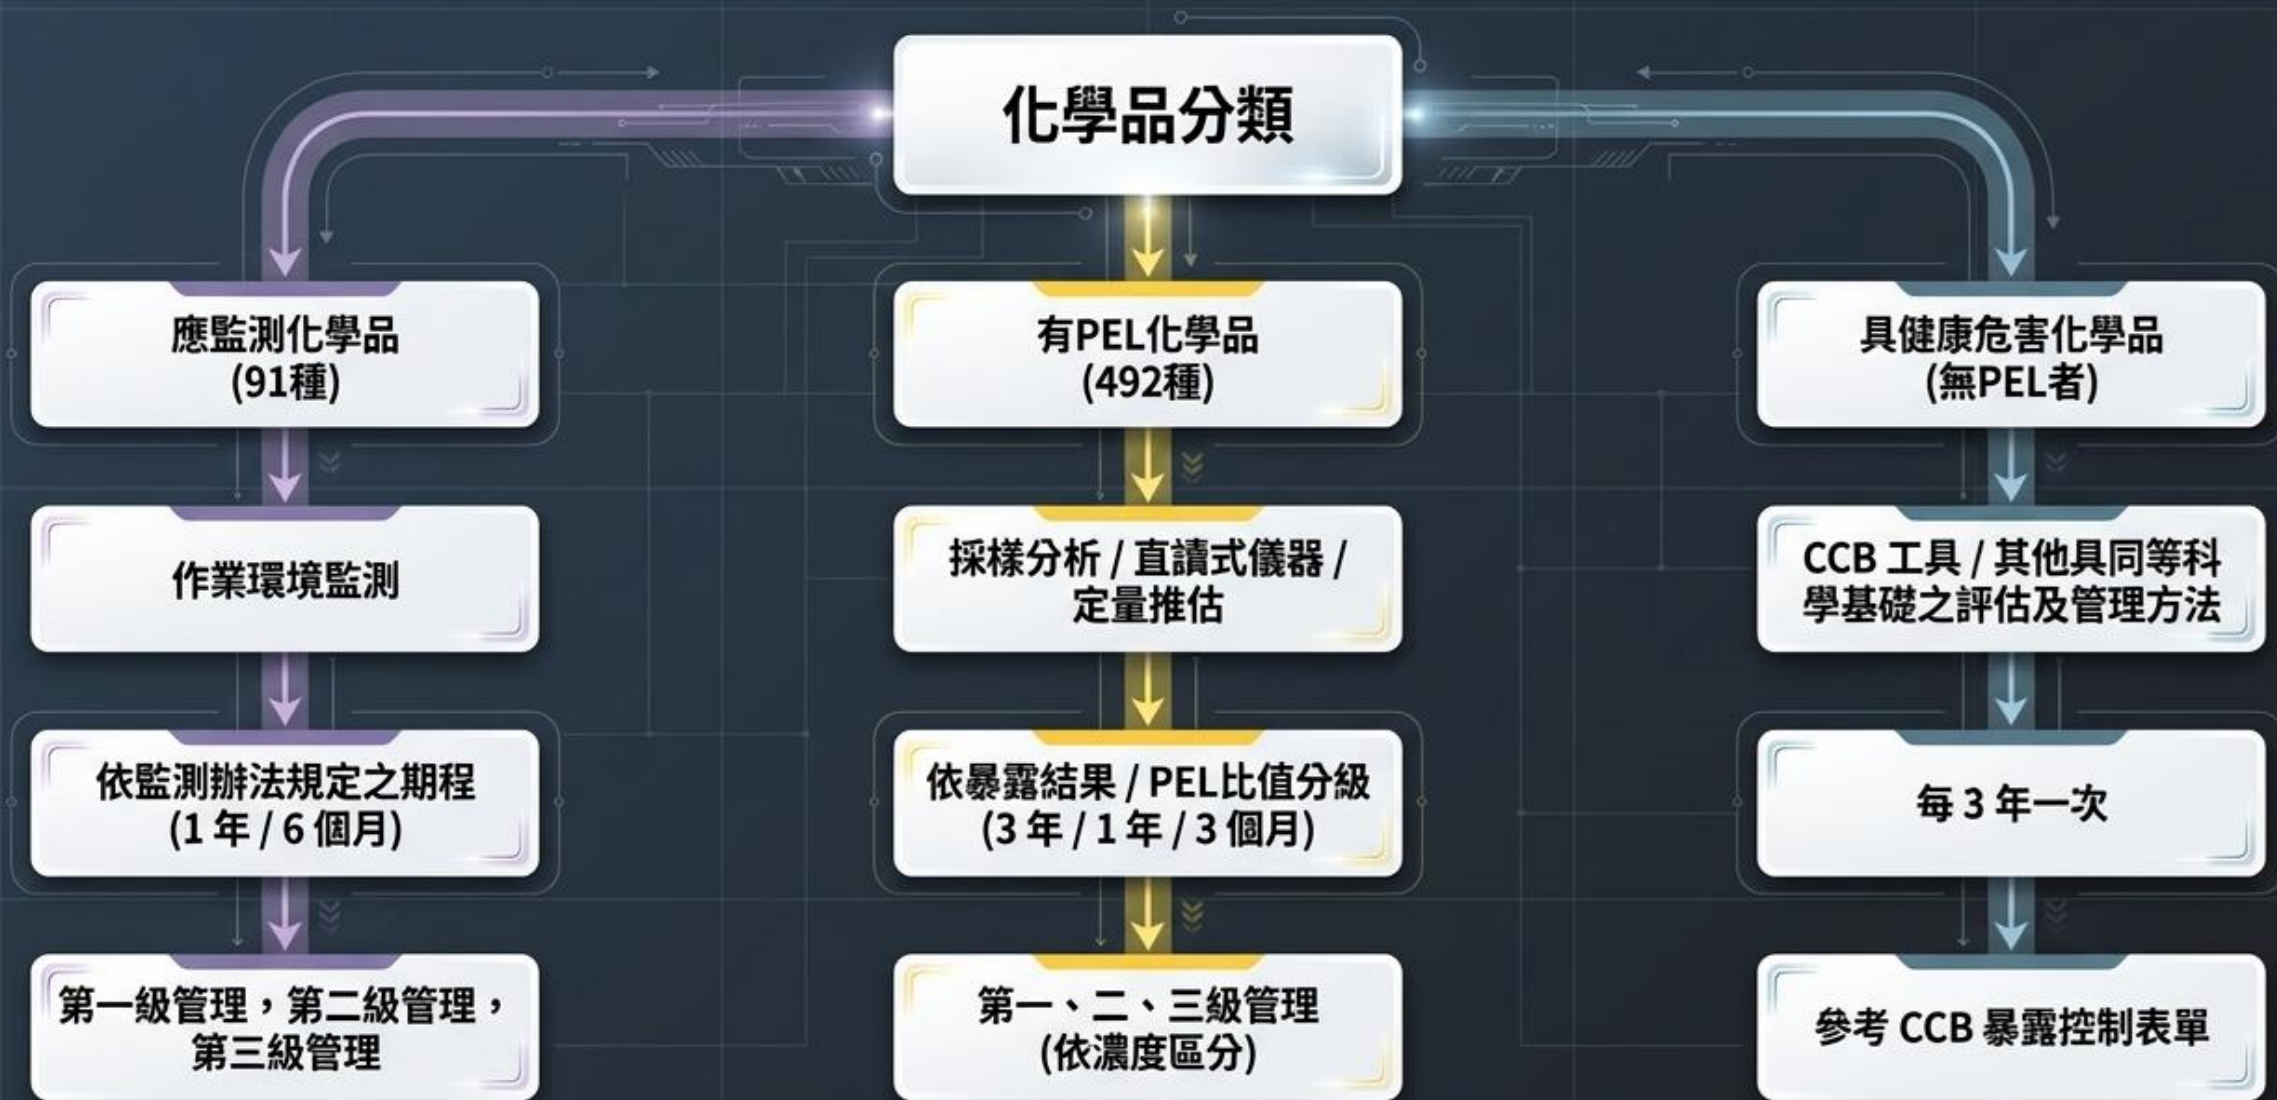 化學品分類
應監測化學品
(91種)
作業環境監測
依監測辦法規定之期程
(1 年 / 6 個月)
第一級管理，第二級管理，
第三級管理
有PEL化學品
(492種)
採樣分析 / 直讀式儀器 /
定量推估
依暴露結果 / PEL比值分級
(3 年 / 1 年 / 3 個月)
第一、二、三級管理
(依濃度區分)
具健康危害化學品
(無PEL者)
CCB 工具 / 其他具同等科
學基礎之評估及管理方法
每 3 年一次
參考 CCB 暴露控制表單